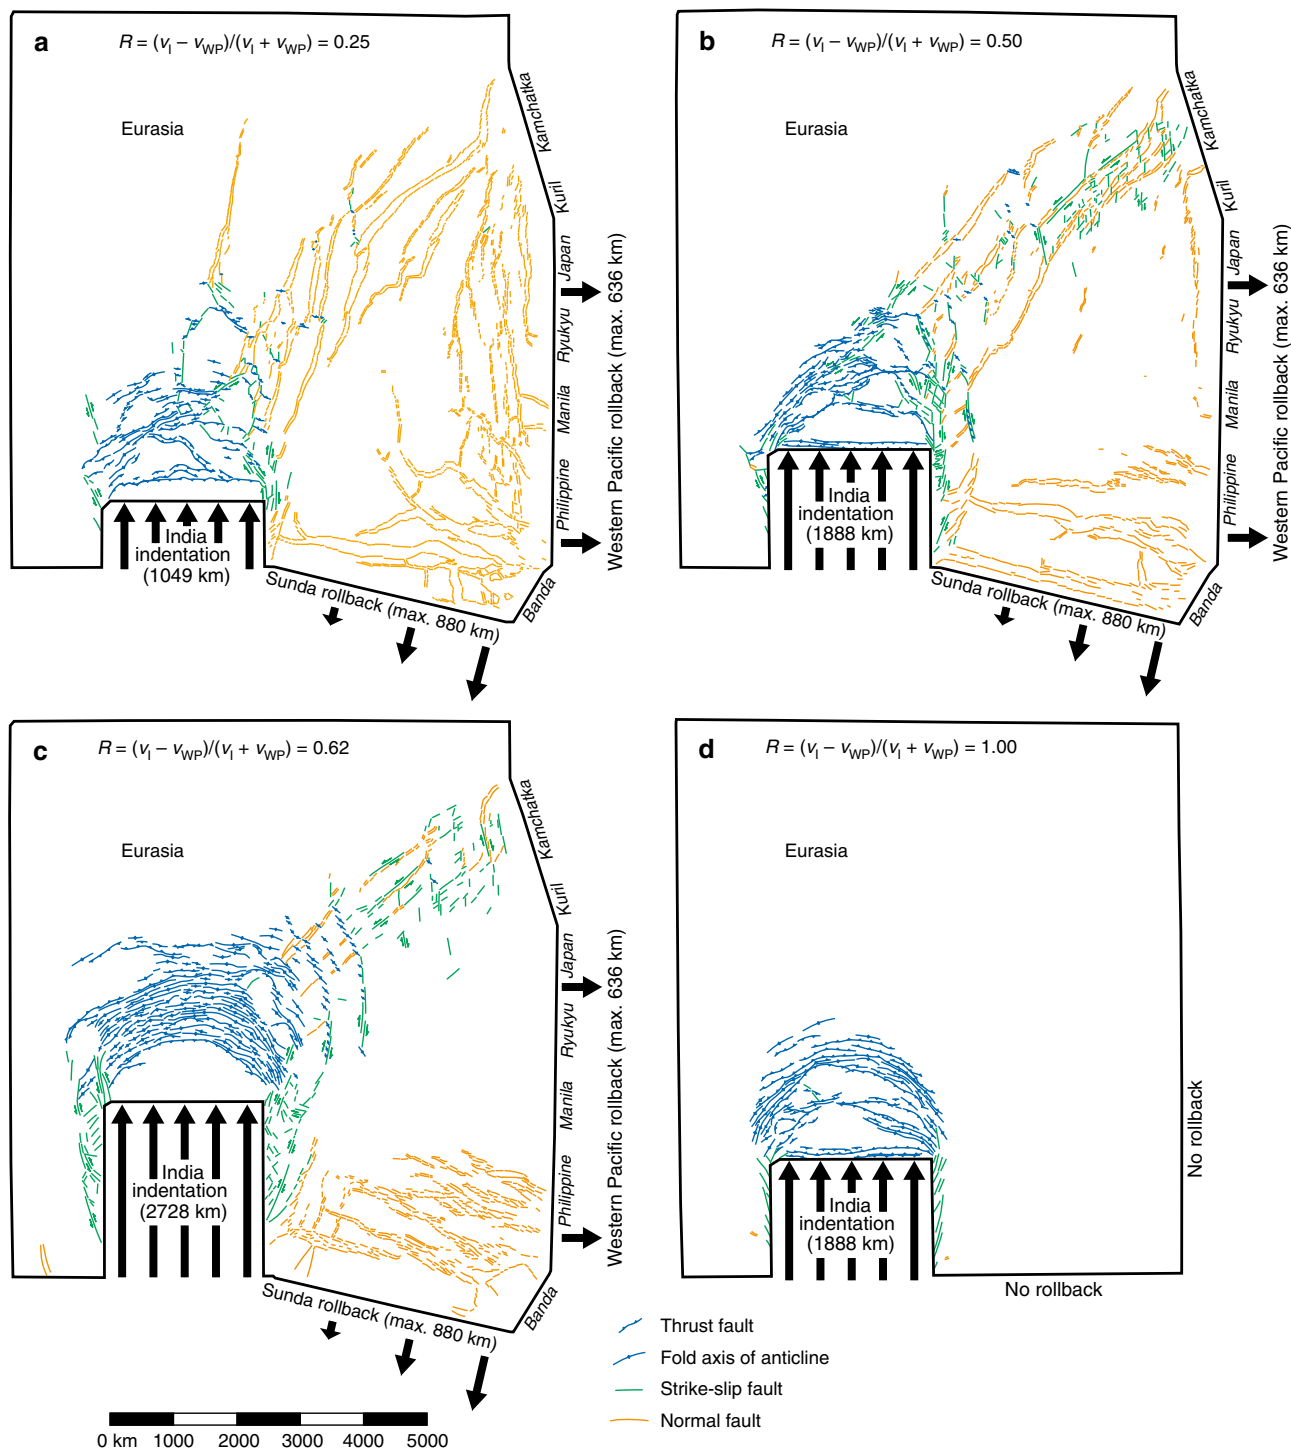 a
R = (vI – vWP)/(vI + vWP) = 0.25
Eurasia
Kamchatka
Kuril
Japan
Ryukyu
Manila
Philippine
Banda
Western Pacific rollback (max. 636 km)
India
indentation
(1049 km)
Sunda rollback (max. 880 km)
b
R = (vI – vWP)/(vI + vWP) = 0.50
Eurasia
Kamchatka
Kuril
Japan
Ryukyu
Manila
Philippine
Banda
Western Pacific rollback (max. 636 km)
India
indentation
(1888 km)
Sunda rollback (max. 880 km)
c
R = (vI – vWP)/(vI + vWP) = 0.62
Eurasia
Kamchatka
Kuril
Japan
Ryukyu
Manila
Philippine
Banda
Western Pacific rollback (max. 636 km)
India
indentation
(2728 km)
Sunda rollback (max. 880 km)
d
R = (vI – vWP)/(vI + vWP) = 1.00
Eurasia
No rollback
India
indentation
(1888 km)
No rollback
Thrust fault
Fold axis of anticline
Strike-slip fault
Normal fault
0 km 1000 2000 3000 4000 5000